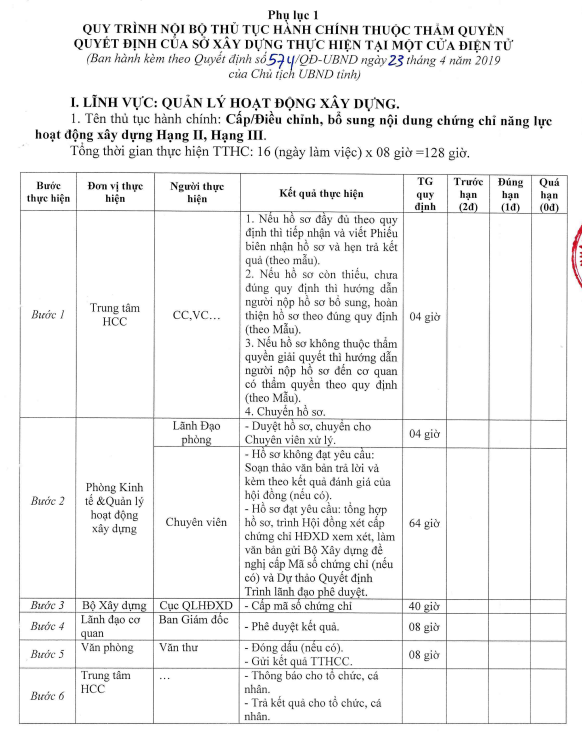 Phụ lục 1
QUY TRÌNH NỘI BỘ THỦ TỤC HÀNH CHÍNH THUỘC THẨM QUYỀN
QUYẾT ĐỊNH CỦA SỞ XÂY DỰNG THỰC HIỆN TẠI MỘT CỬA ĐIỆN TỬ
(Ban hành kèm theo Quyết định số 574/QĐ-UBND ngày 23 tháng 4 năm 2019
của Chủ tịch UBND tỉnh)
I. LĨNH VỰC: QUẢN LÝ HOẠT ĐỘNG XÂY DỰNG.
1. Tên thủ tục hành chính: Cấp/Điều chỉnh, bổ sung nội dung chứng chỉ năng lực
hoạt động xây dựng Hạng II, Hạng III.
Tổng thời gian thực hiện TTHC: 16 (ngày làm việc) x 08 giờ =128 giờ.
Bước thực hiện | Đơn vị thực hiện | Người thực hiện | Kết quả thực hiện | TG quy định | Trước hạn (2đ) | Đúng hạn (1đ) | Quá hạn (0đ)
Bước 1
Trung tâm
HCC
CC,VC…
1. Nếu hồ sơ đầy đủ theo quy
định thì tiếp nhận và viết Phiếu
biên nhận hồ sơ và hẹn trả kết
quả (theo mẫu).
2. Nếu hồ sơ còn thiếu, chưa
đúng quy định thì hướng dẫn
người nộp hồ sơ bổ sung, hoàn
thiện hồ sơ theo đúng quy định
(theo Mẫu).
3. Nếu hồ sơ không thuộc thẩm
quyền giải quyết thì hướng dẫn
người nộp hồ sơ đến cơ quan
có thẩm quyền theo quy định
(theo Mẫu).
4. Chuyển hồ sơ.
04 giờ
Bước 2
Phòng Kinh
tế &Quản lý
hoạt động
xây dựng
Lãnh Đạo
phòng
- Duyệt hồ sơ, chuyển cho
Chuyên viên xử lý.
04 giờ
Chuyên viên
- Hồ sơ không đạt yêu cầu:
Soạn thảo văn bản trả lời và
kèm theo kết quả đánh giá của
hội đồng (nếu có).
- Hồ sơ đạt yêu cầu: tổng hợp
hồ sơ, trình Hội đồng xét cấp
chứng chỉ HĐXD xem xét, làm
văn bản gửi Bộ Xây dựng đề
nghị cấp Mã số chứng chỉ (nếu
có) và Dự thảo Quyết định
Trình lãnh đạo phê duyệt.
64 giờ
Bước 3
Bộ Xây dựng
Cục QLHĐXD
- Cấp mã số chứng chỉ
40 giờ
Bước 4
Lãnh đạo cơ
quan
Ban Giám đốc
- Phê duyệt kết quả.
08 giờ
Bước 5
Văn phòng
Văn thư
- Đóng dấu (nếu có).
- Gửi kết quả TTHCC.
08 giờ
Bước 6
Trung tâm
HCC
…
- Thông báo cho tổ chức, cá
nhân.
- Trả kết quả cho tổ chức, cá
nhân.